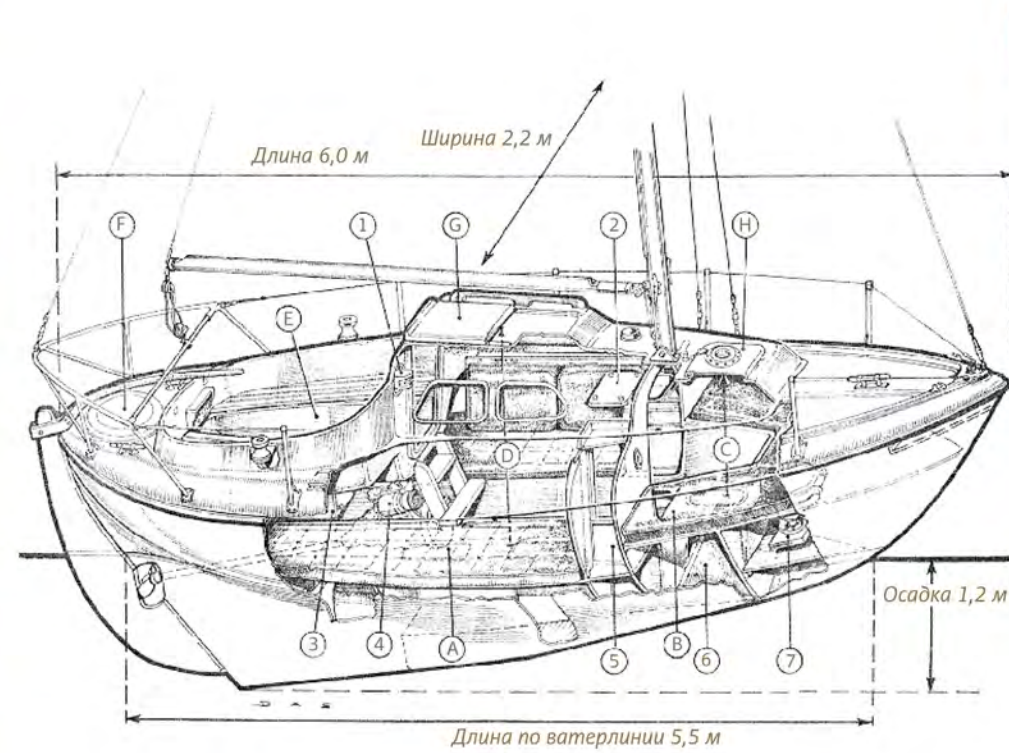 Ширина 2,2 м
Длина 6,0 м
F 1 G 2 H
E
D C
Осадка 1,2 м
3 4 A 5 B 6 7
Длина по ватерлинии 5,5 м